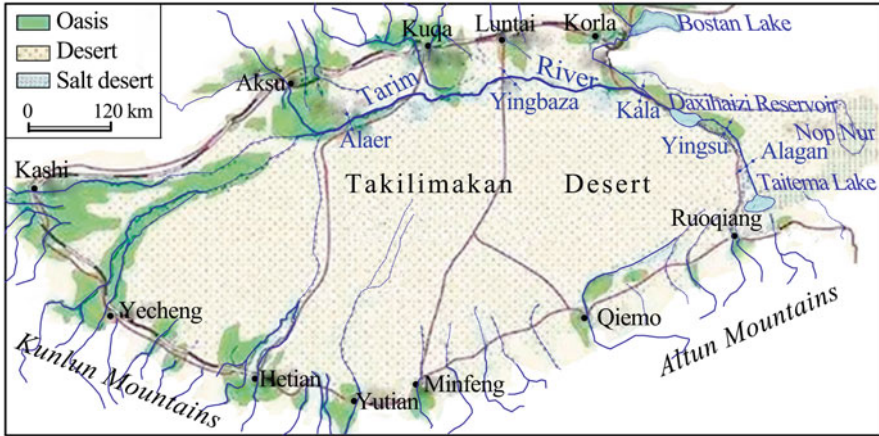 Oasis
Desert
Salt desert
0 120 km
Kuqa
Luntai
Korla
Bostan Lake
Aksu
Tarim
River
Yingbaza
Kala
Daxihaizi Reservoir
Alaer
Yingsu
Nop Nur
Alagan
Kashi
Takilimakan Desert
Taitema Lake
Ruoqiang
Yecheng
Qiemo
Kunlun Mountains
Altun Mountains
Hetian
Minfeng
Yutian